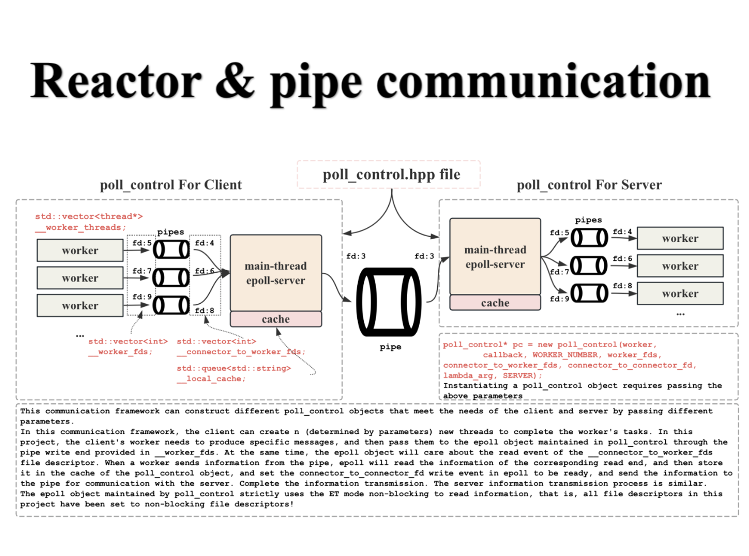 Reactor & pipe communication
poll_control.hpp file
poll_control For Client
poll_control For Server
std::vector<thread*>
__worker_threads;
pipes
worker
worker
worker
...
fd:5
fd:7
fd:9
fd:4
fd:6
fd:8
main-thread
epoll-server
cache
std::vector<int>
__worker_fds;
std::vector<int>
__connector_to_worker_fds;
std::queue<std::string>
__local_cache;
fd:3
fd:3
pipe
main-thread
epoll-server
cache
pipes
fd:5
fd:7
fd:9
fd:4
fd:6
fd:8
worker
worker
worker
...
poll_control* pc = new poll_control(worker,
callback, WORKER_NUMBER, worker_fds,
connector_to_worker_fds, connector_to_connector_fd,
lambda_arg, SERVER);
Instantiating a poll_control object requires passing the
above parameters
This communication framework can construct different poll_control objects that meet the needs of the client and server by passing different
parameters.
In this communication framework, the client can create n (determined by parameters) new threads to complete the worker's tasks. In this
project, the client's worker needs to produce specific messages, and then pass them to the epoll object maintained in poll_control through the
pipe write end provided in __worker_fds. At the same time, the epoll object will care about the read event of the __connector_to_worker_fds
file descriptor. When a worker sends information from the pipe, epoll will read the information of the corresponding read end, and then store
it in the cache of the poll_control object, and set the connector_to_connector_fd write event in epoll to be ready, and send the information to
the pipe for communication with the server. Complete the information transmission. The server information transmission process is similar.
The epoll object maintained by poll_control strictly uses the ET mode non-blocking to read information, that is, all file descriptors in this
project have been set to non-blocking file descriptors!